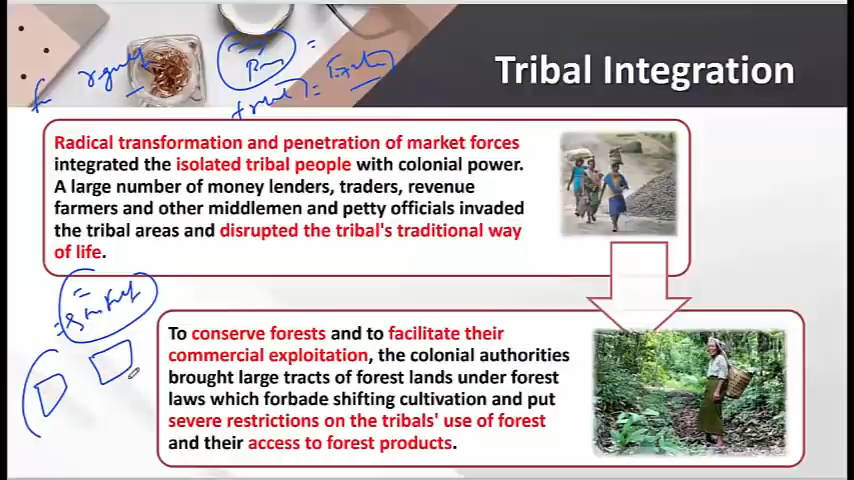 Tribal Integration
Radical transformation and penetration of market forces
integrated the isolated tribal people with colonial power.
A large number of money lenders, traders, revenue
farmers and other middlemen and petty officials invaded
the tribal areas and disrupted the tribal's traditional way
of life.
To conserve forests and to facilitate their
commercial exploitation, the colonial authorities
brought large tracts of forest lands under forest
laws which forbade shifting cultivation and put
severe restrictions on the tribals' use of forest
and their access to forest products.